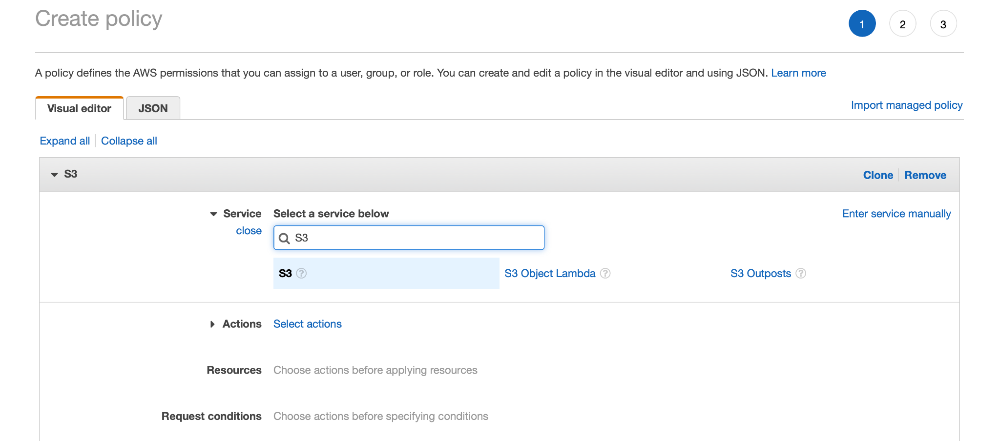 Create policy
1 2 3
A policy defines the AWS permissions that you can assign to a user, group, or role. You can create and edit a policy in the visual editor and using JSON. Learn more
Visual editor JSON Import managed policy
Expand all Collapse all
S3 Clone Remove
Service Select a service below Enter service manually
close
S3
S3 ? S3 Object Lambda ? S3 Outposts ?
Actions Select actions
Resources Choose actions before applying resources
Request conditions Choose actions before specifying conditions